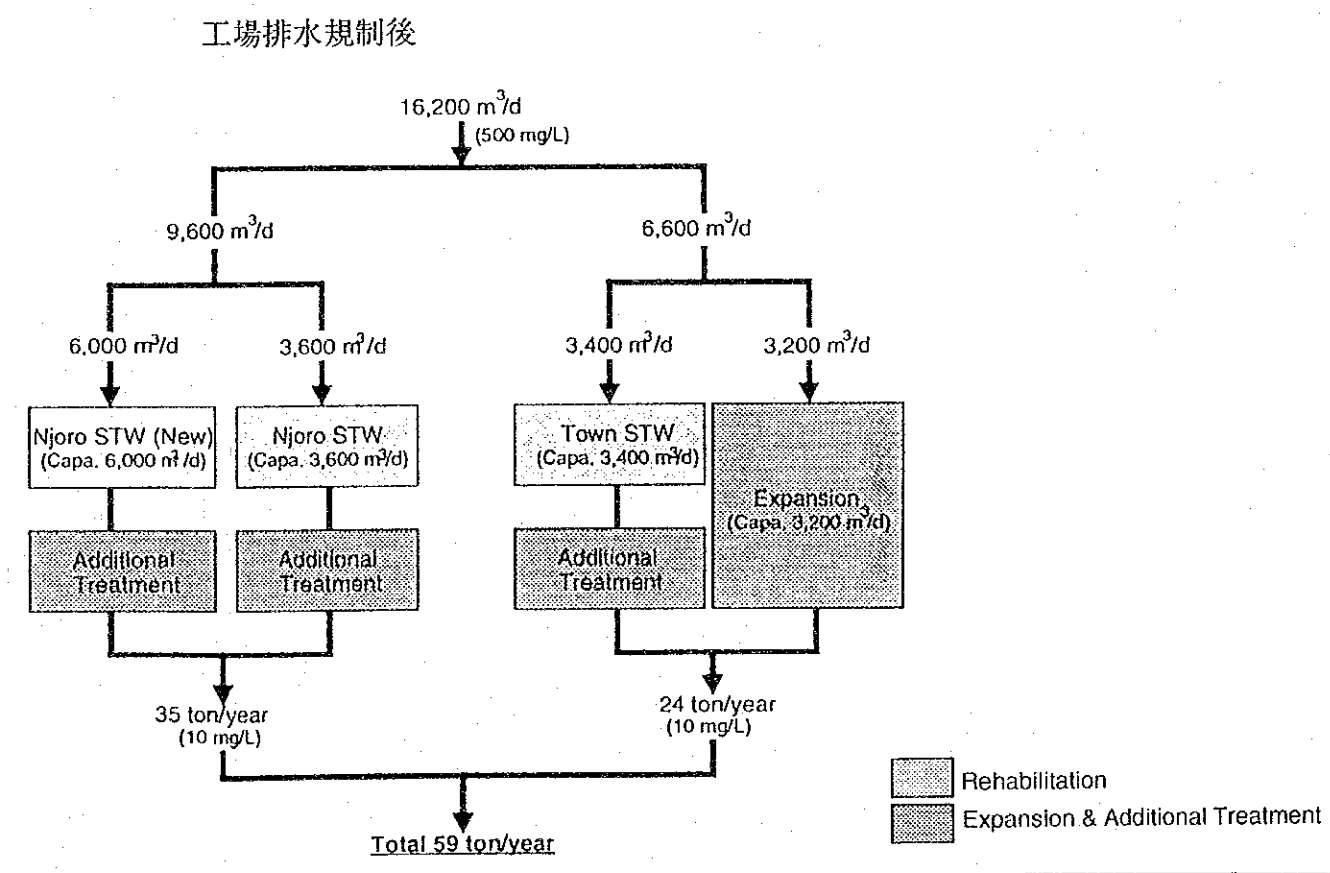 工場排水規制後
16,200 m³/d
(500 mg/L)
9,600 m³/d
6,600 m³/d
6,000 m³/d
3,600 m³/d
3,400 m³/d
3,200 m³/d
Njoro STW (New)
(Capa. 6,000 m³/d)
Njoro STW
(Capa. 3,600 m³/d)
Town STW
(Capa. 3,400 m³/d)
Expansion
(Capa. 3,200 m³/d)
Additional
Treatment
Additional
Treatment
Additional
Treatment
35 ton/year
(10 mg/L)
24 ton/year
(10 mg/L)
Total 59 ton/year
Rehabilitation
Expansion & Additional Treatment